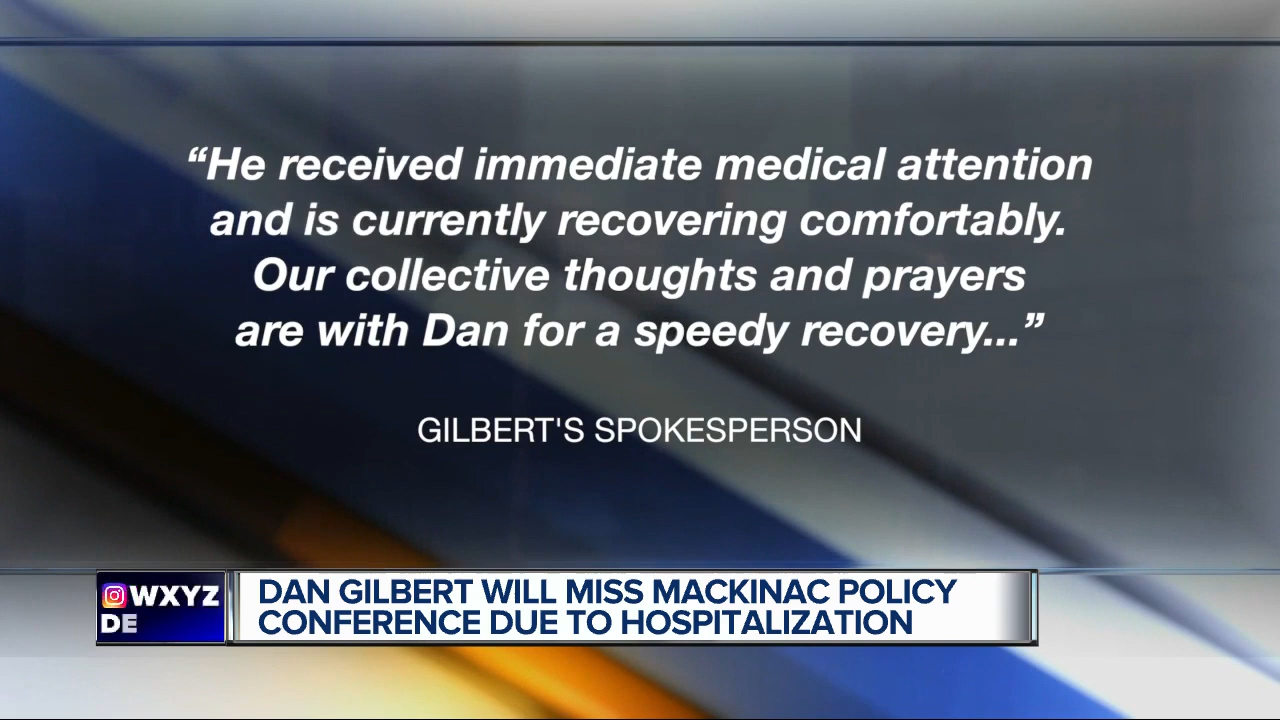 “He received immediate medical attention
and is currently recovering comfortably.
Our collective thoughts and prayers
are with Dan for a speedy recovery...”
GILBERT'S SPOKESPERSON
WXYZ
DE
DAN GILBERT WILL MISS MACKINAC POLICY
CONFERENCE DUE TO HOSPITALIZATION